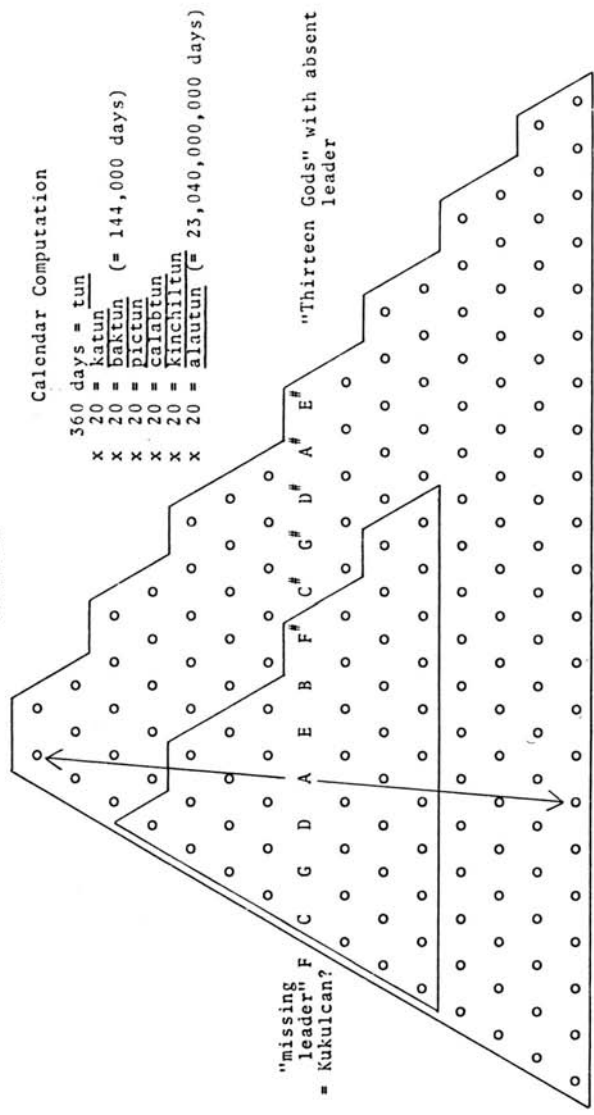 Calendar Computation
360 days = tun
x 20 = katun
x 20 = baktun (= 144,000 days)
x 20 = pictun
x 20 = calabtun
x 20 = kinchiltun
x 20 = alautun (= 23,040,000,000 days)
"Thirteen Gods" with absent
leader
"missing
leader"
= Kukulcan?
F C G D A E B F# C# G# D# A# E#